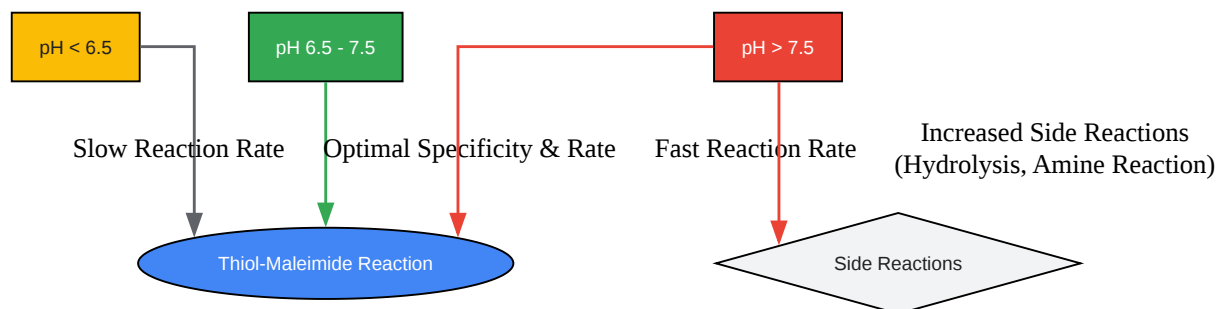 pH < 6.5
pH 6.5 - 7.5
pH > 7.5
Slow Reaction Rate
Optimal Specificity & Rate
Fast Reaction Rate
Increased Side Reactions
(Hydrolysis, Amine Reaction)
Thiol-Maleimide Reaction
Side Reactions